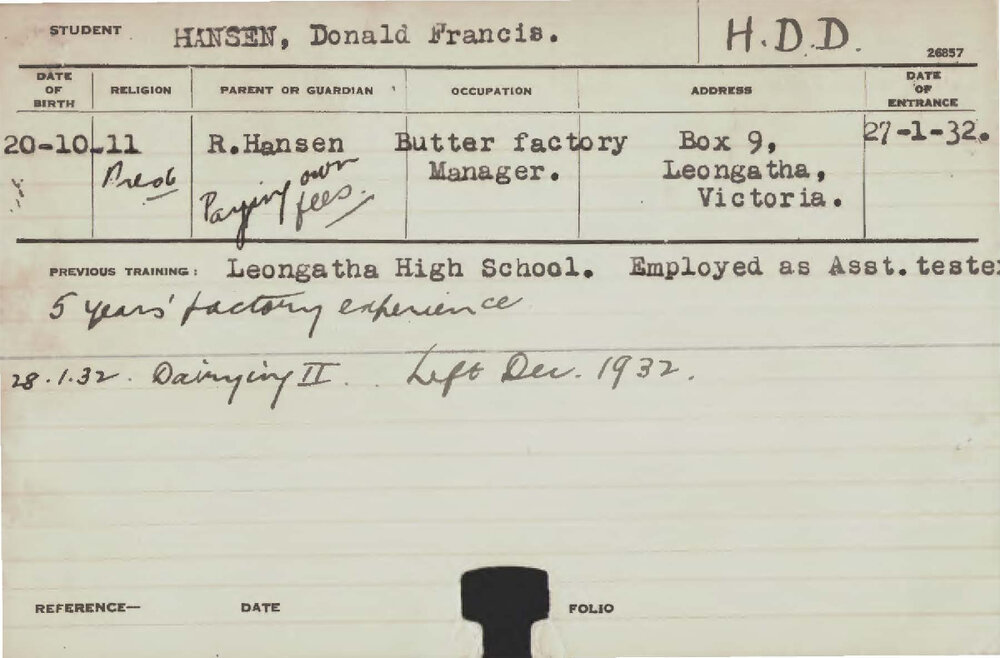 STUDENT HANSEN, Donald Francis. H.D.D. 26857
DATE OF BIRTH RELIGION PARENT OR GUARDIAN OCCUPATION ADDRESS DATE OF ENTRANCE
20-10-11 R.Hansen Butter factory Box 9, 27-1-32.
Presb Paying own fees. Manager. Leongatha,
Victoria.
PREVIOUS TRAINING: Leongatha High School. Employed as Asst. teste
5 years' factory experience
28.1.32. Dairying II. Left Dec. 1932.
REFERENCE— DATE FOLIO